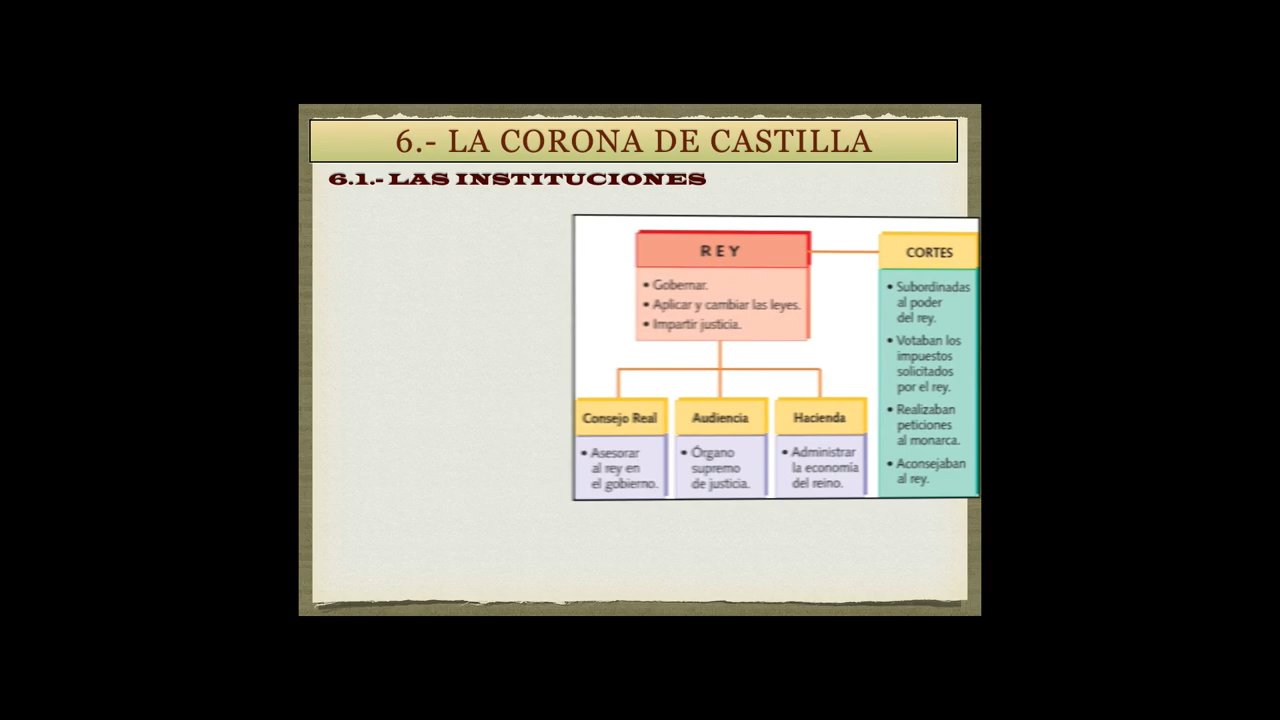 6.- LA CORONA DE CASTILLA
6.1.- LAS INSTITUCIONES
REY
• Gobernar.
• Aplicar y cambiar las leyes.
• Impartir justicia.
CORTES
• Subordinadas
al poder
del rey.
• Votaban los
impuestos
solicitados
por el rey.
• Realizaban
peticiones
al monarca.
• Aconsejaban
al rey.
Consejo Real
• Asesorar
al rey en
el gobierno.
Audiencia
• Órgano
supremo
de justicia.
Hacienda
• Administrar
la economía
del reino.